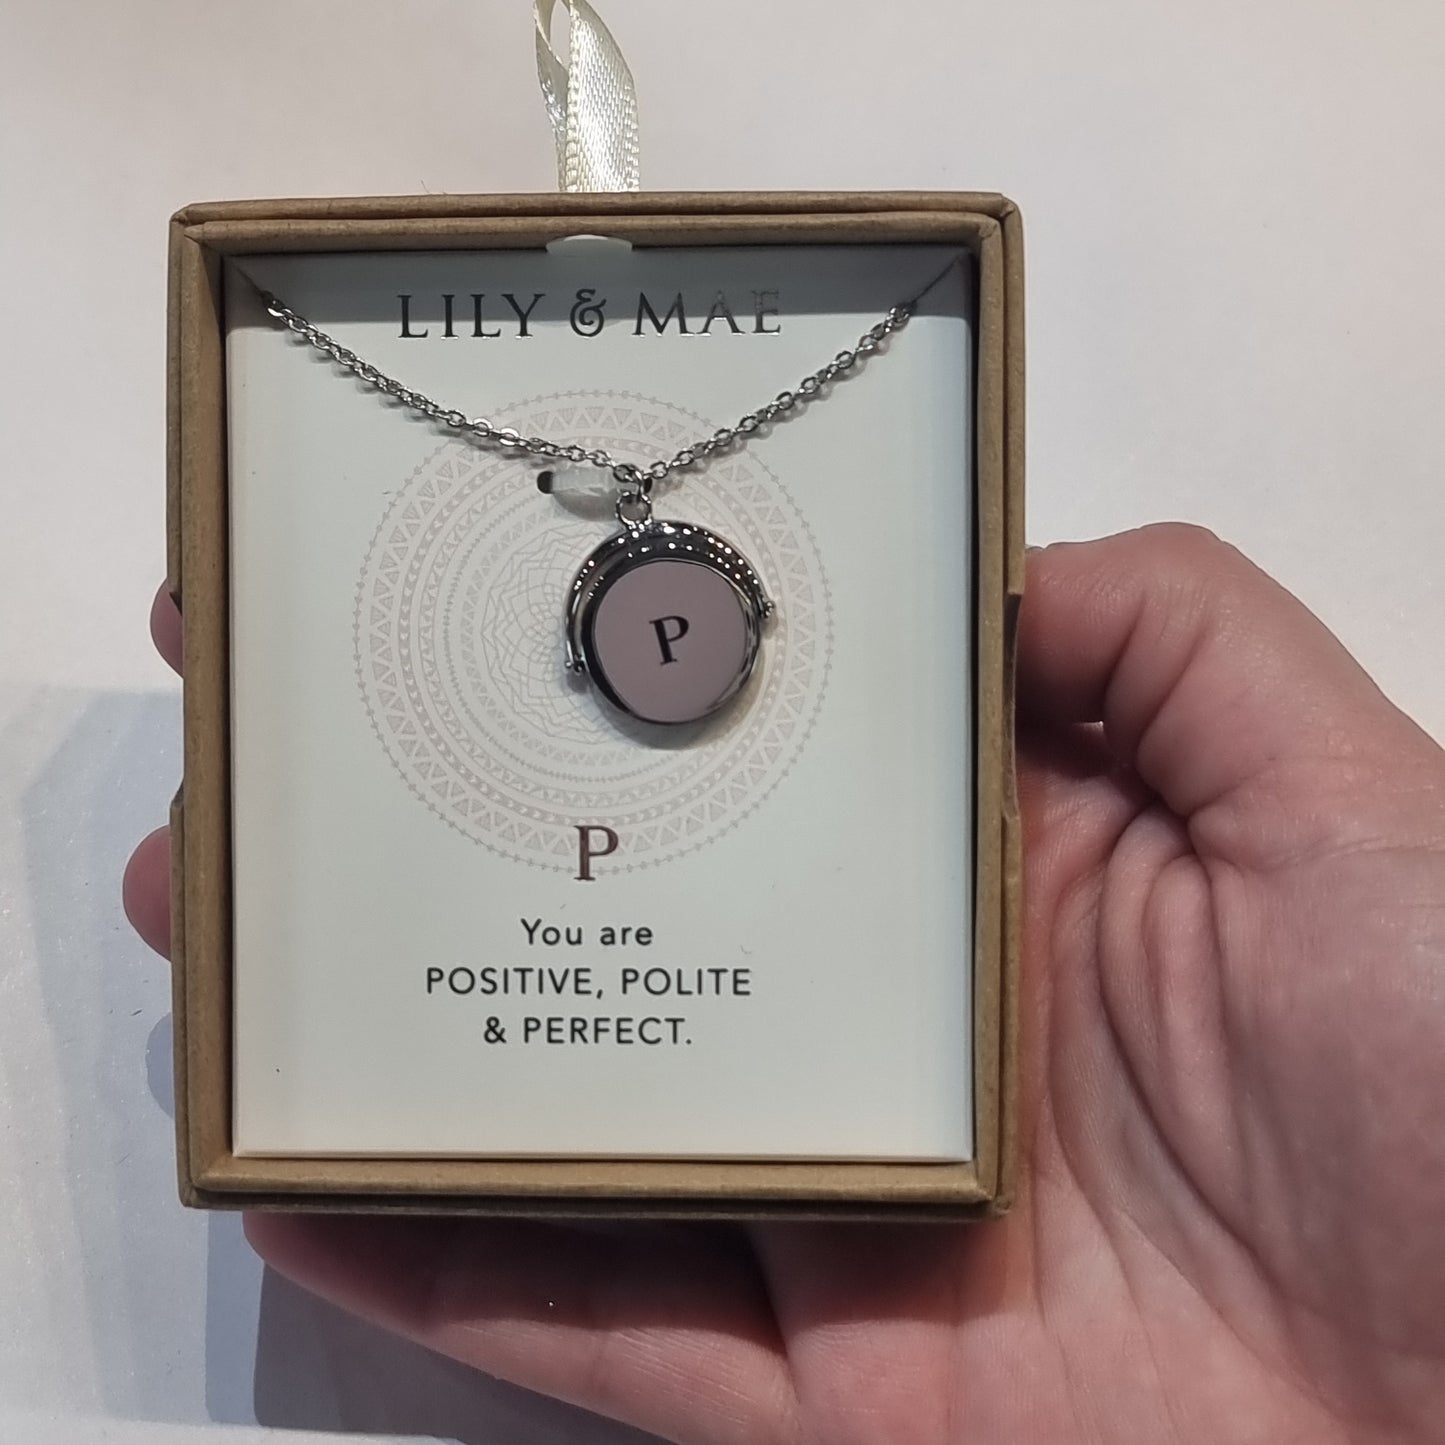 LILY & MAE
P
P
You are
POSITIVE, POLITE
& PERFECT.